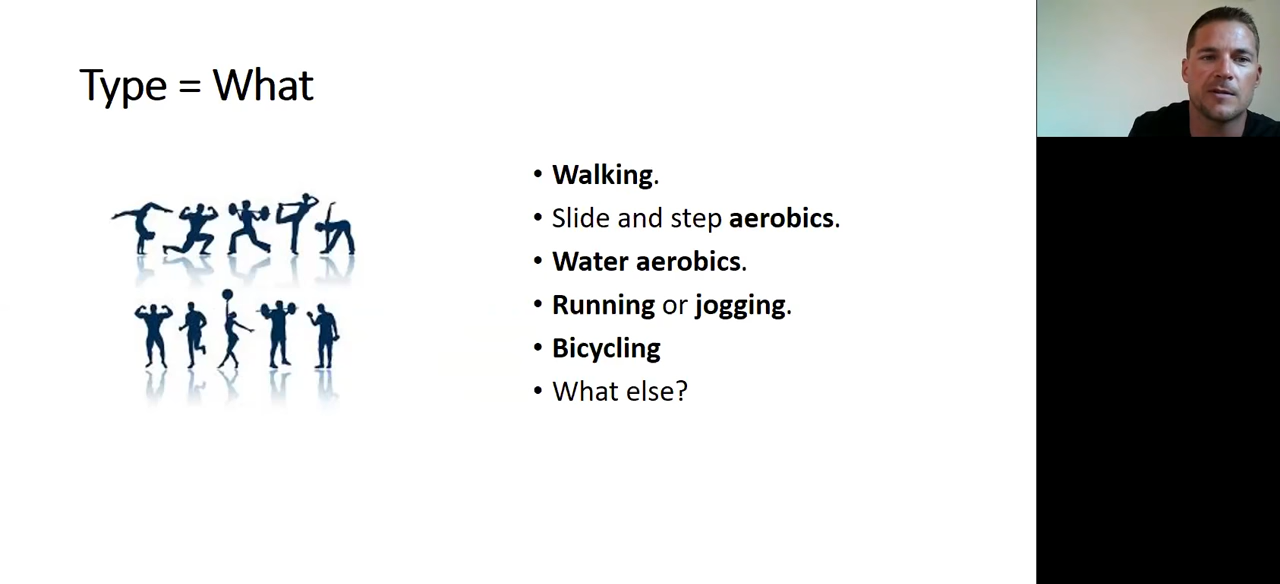 Type = What
• Walking.
• Slide and step aerobics.
• Water aerobics.
• Running or jogging.
• Bicycling
• What else?